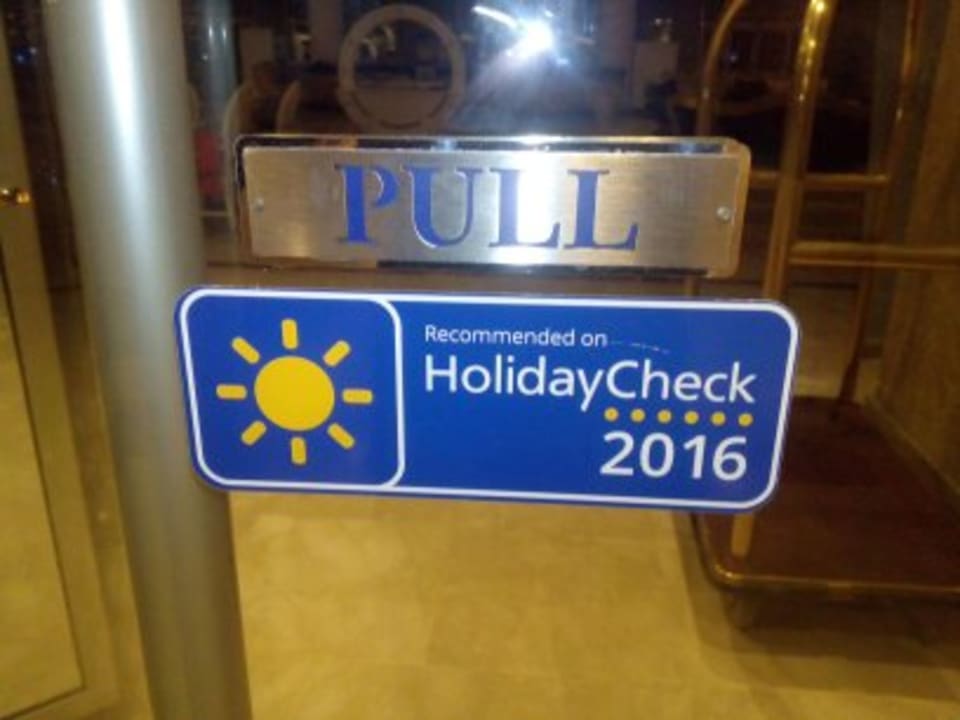 PULL
Recommended on
HolidayCheck
2016